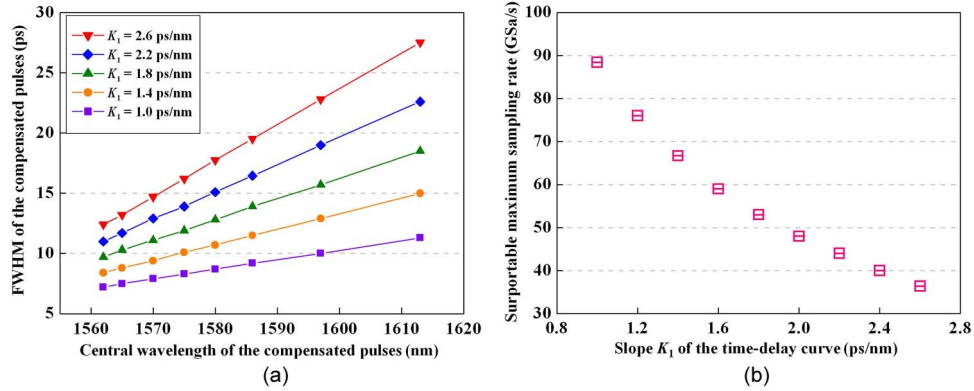 30
25
20
15
10
5
FWHM of the compensated pulses (ps)
K1 = 2.6 ps/nm
K1 = 2.2 ps/nm
K1 = 1.8 ps/nm
K1 = 1.4 ps/nm
K1 = 1.0 ps/nm
1560 1570 1580 1590 1600 1610 1620
Central wavelength of the compensated pulses (nm)
(a)
100
90
80
70
60
50
40
30
Surportable maximum sampling rate (GSa/s)
0.8 1.2 1.6 2.0 2.4 2.8
Slope K1 of the time-delay curve (ps/nm)
(b)